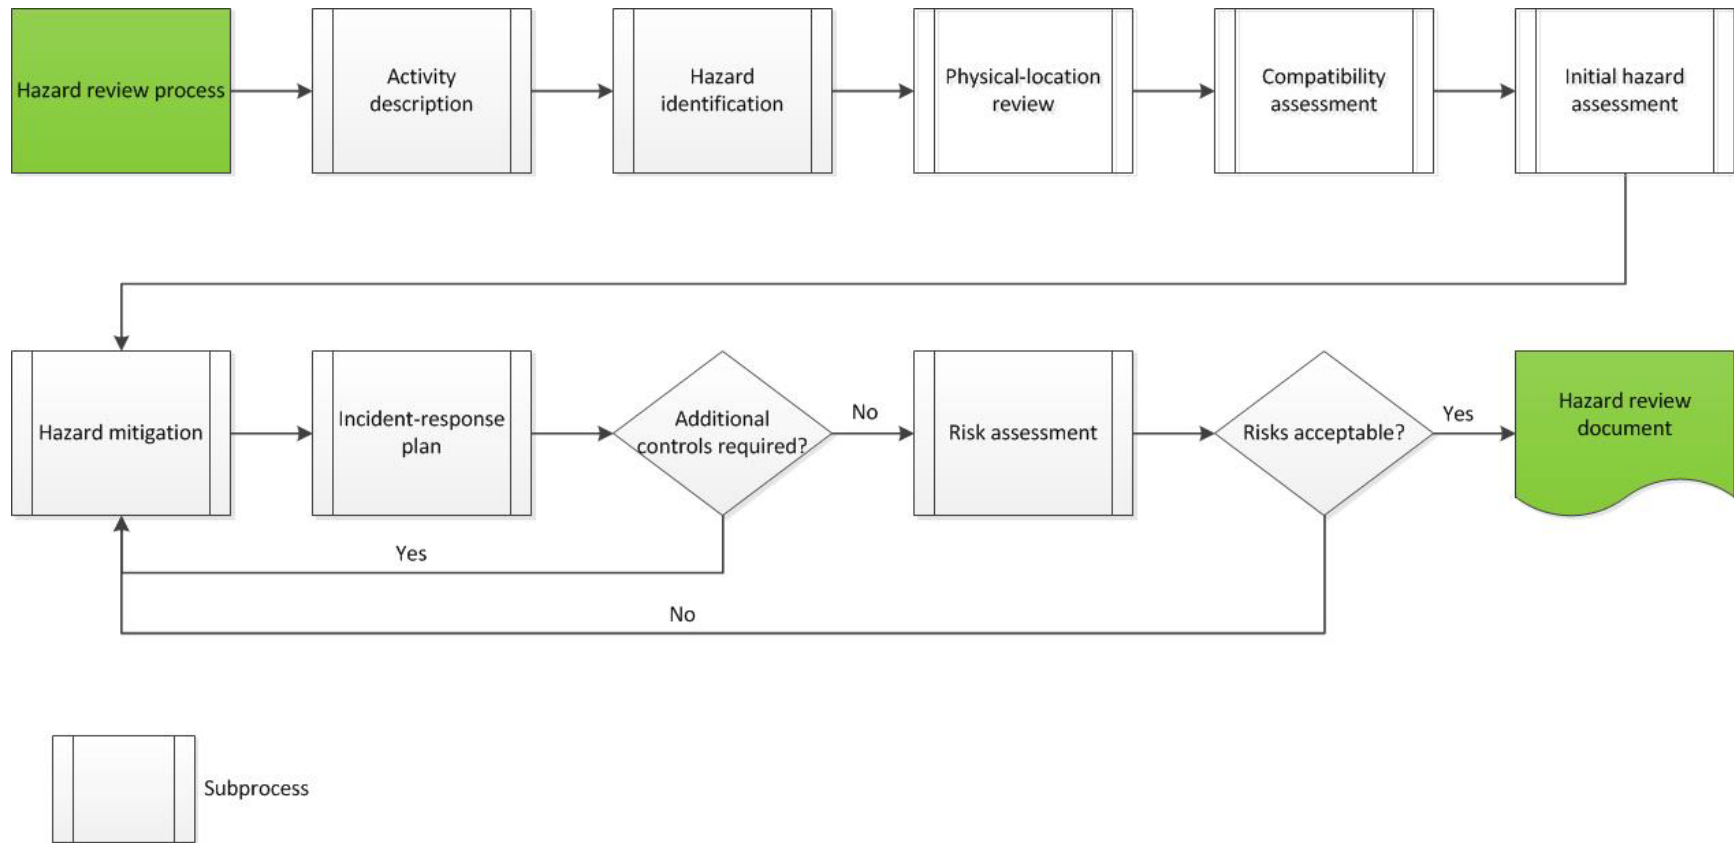 Hazard review process
Activity
description
Hazard
identification
Physical-location
review
Compatibility
assessment
Initial hazard
assessment
Hazard mitigation
Incident-response
plan
Additional
controls required?
No
Risk assessment
Risks acceptable?
Yes
Hazard review
document
Yes
No
Subprocess